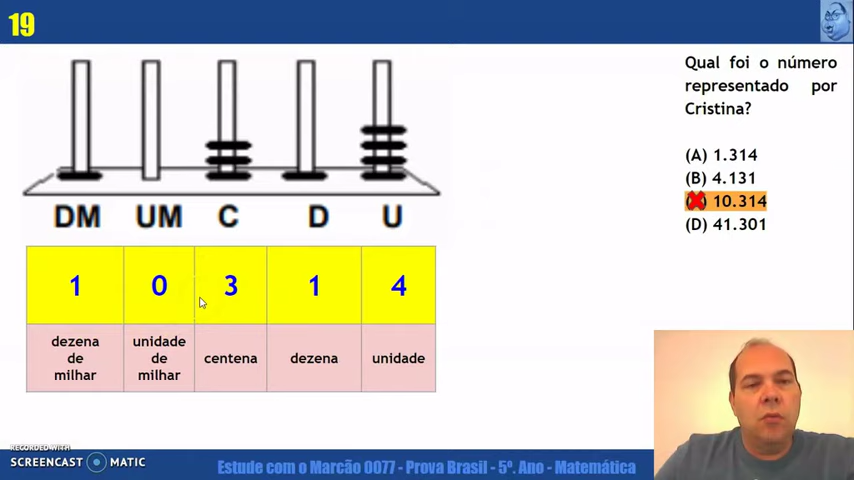 19
Qual foi o número
representado por
Cristina?
(A) 1.314
(B) 4.131
10.314
(D) 41.301
DM UM C D U
1 0 3 1 4
dezena de milhar
unidade de milhar
centena
dezena
unidade
RECORDED WITH
SCREENCAST MATIC
Estude com o Marcão 0077 - Prova Brasil - 5º. Ano - Matemática